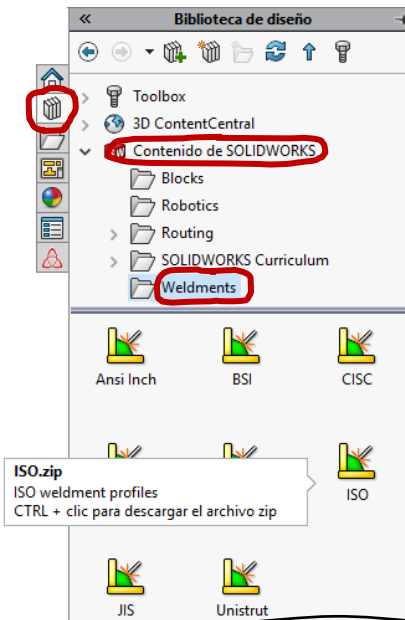 Biblioteca de diseño
Toolbox
3D ContentCentral
Contenido de SOLIDWORKS
Blocks
Robotics
Routing
SOLIDWORKS Curriculum
Weldments
Ansi Inch BSI CISC
ISO.zip
ISO weldment profiles
CTRL + clic para descargar el archivo zip
ISO
JIS Unistrut